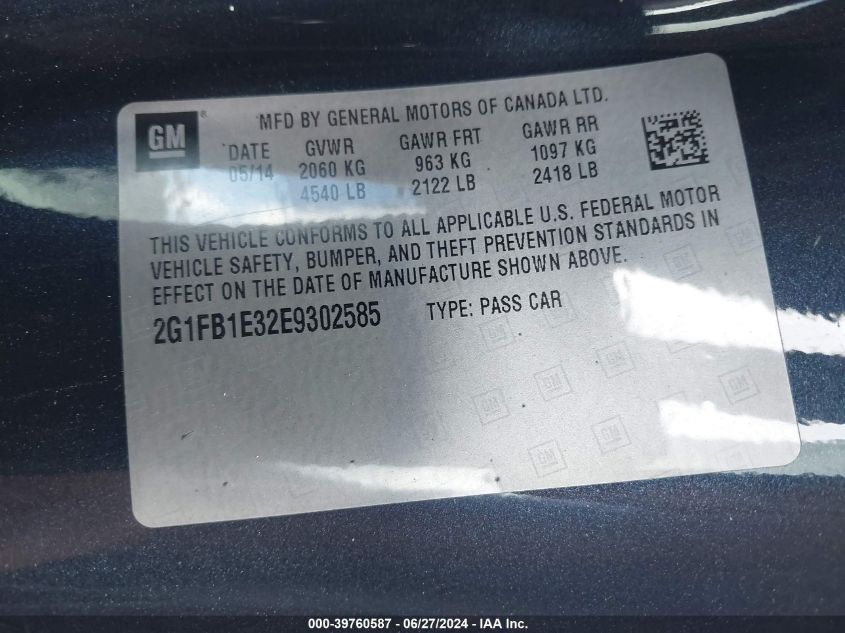 GM®
MFD BY GENERAL MOTORS OF CANADA LTD.
DATE GVWR GAWR FRT GAWR RR
05/14 2060 KG 963 KG 1097 KG
4540 LB 2122 LB 2418 LB
THIS VEHICLE CONFORMS TO ALL APPLICABLE U.S. FEDERAL MOTOR
VEHICLE SAFETY, BUMPER, AND THEFT PREVENTION STANDARDS IN
EFFECT ON THE DATE OF MANUFACTURE SHOWN ABOVE.
2G1FB1E32E9302585 TYPE: PASS CAR
000-39760587 - 06/27/2024 - IAA Inc.